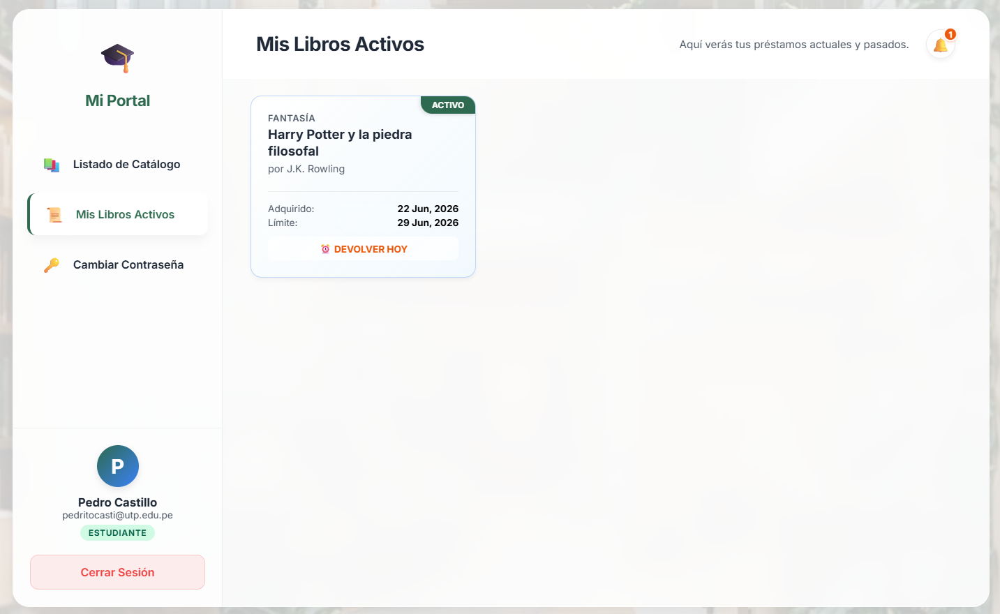 Mi Portal
Listado de Catálogo
Mis Libros Activos
Cambiar Contraseña
P
Pedro Castillo
pedritocasti@utp.edu.pe
ESTUDIANTE
Cerrar Sesión
Mis Libros Activos
Aquí verás tus préstamos actuales y pasados.
1
ACTIVO
FANTASÍA
Harry Potter y la piedra
filosofal
por J.K. Rowling
Adquirido: 22 Jun, 2026
Límite: 29 Jun, 2026
DEVOLVER HOY